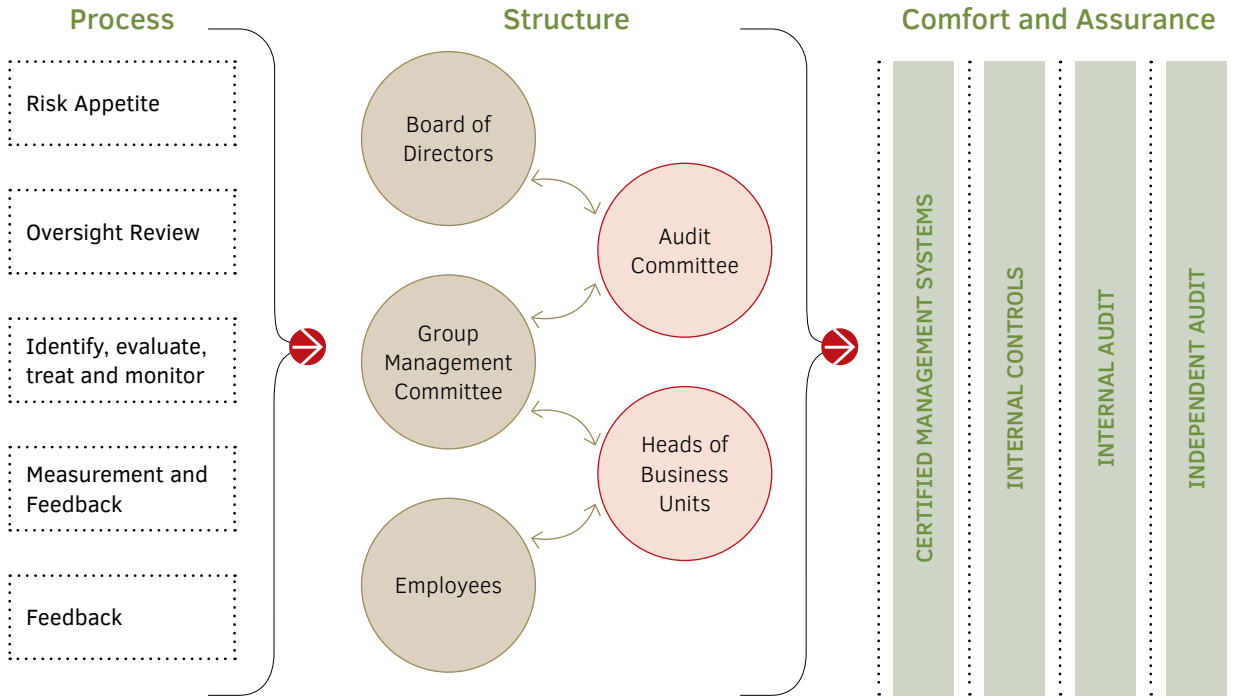 Process
Risk Appetite
Oversight Review
Identify, evaluate,
treat and monitor
Measurement and
Feedback
Feedback
Structure
Board of
Directors
Audit
Committee
Group
Management
Committee
Heads of
Business
Units
Employees
Comfort and Assurance
CERTIFIED MANAGEMENT SYSTEMS
INTERNAL CONTROLS
INTERNAL AUDIT
INDEPENDENT AUDIT